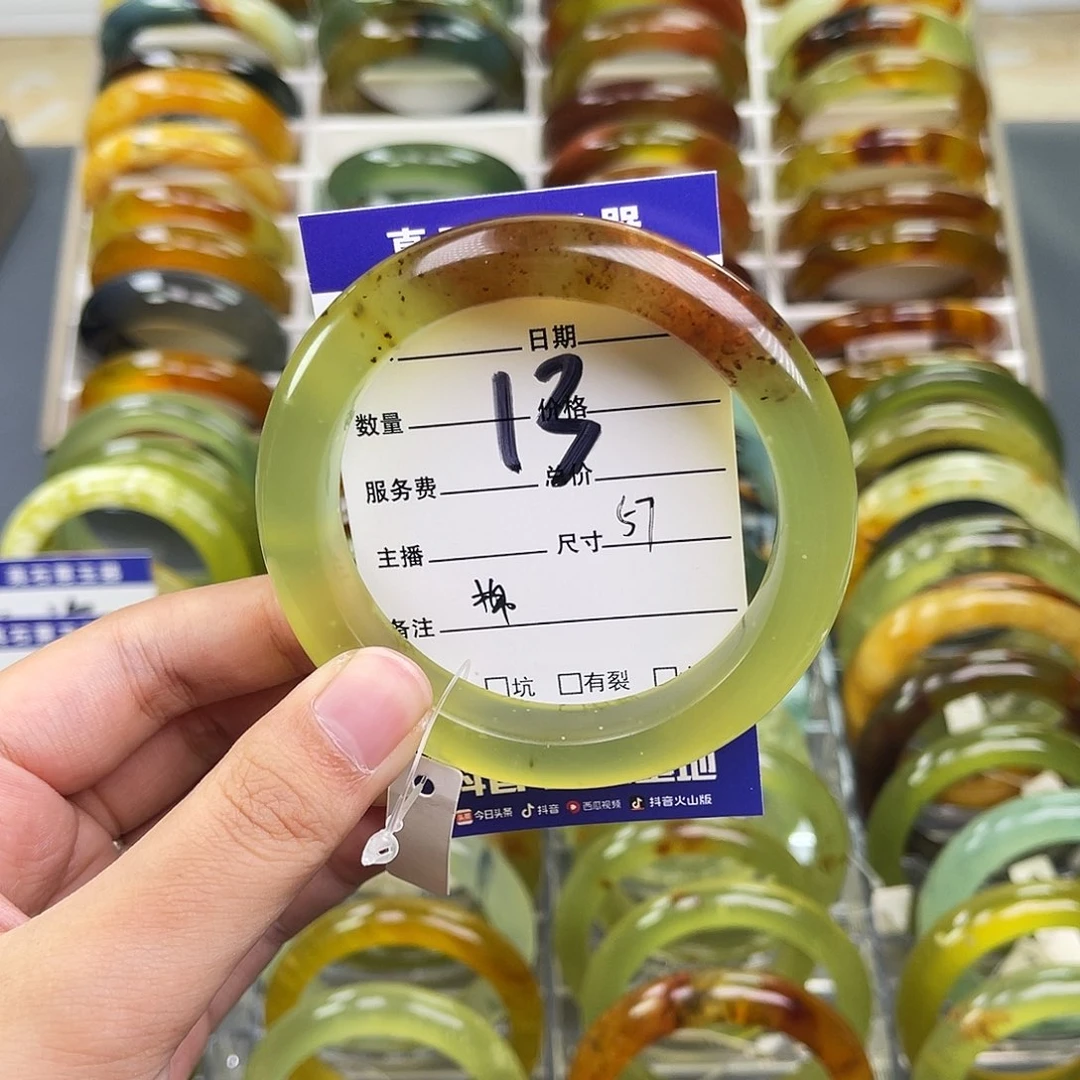 日期
13
数量 价格
服务费 总价
主播 尺寸 57
棉
备注
坑 有裂
今日头条 抖音 西瓜视频 抖音火山版